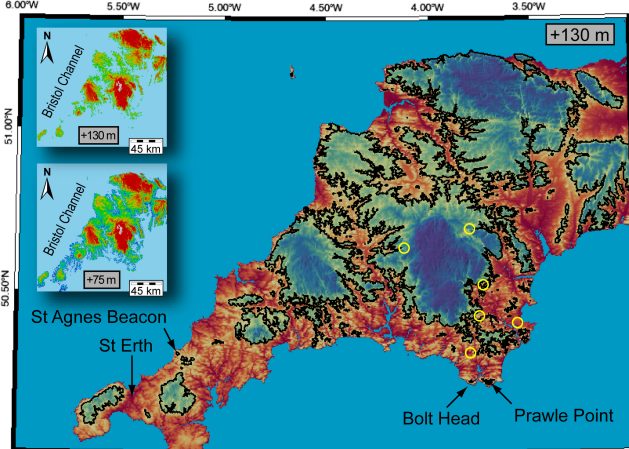 6.00°W 5.50°W 5.00°W 4.50°W 4.00°W 3.50°W
+130 m
N
Bristol Channel
+130 m
45 km
51.00°N
N
Bristol Channel
+75 m
45 km
50.50°N
St Agnes Beacon
St Erth
Bolt Head
Prawle Point